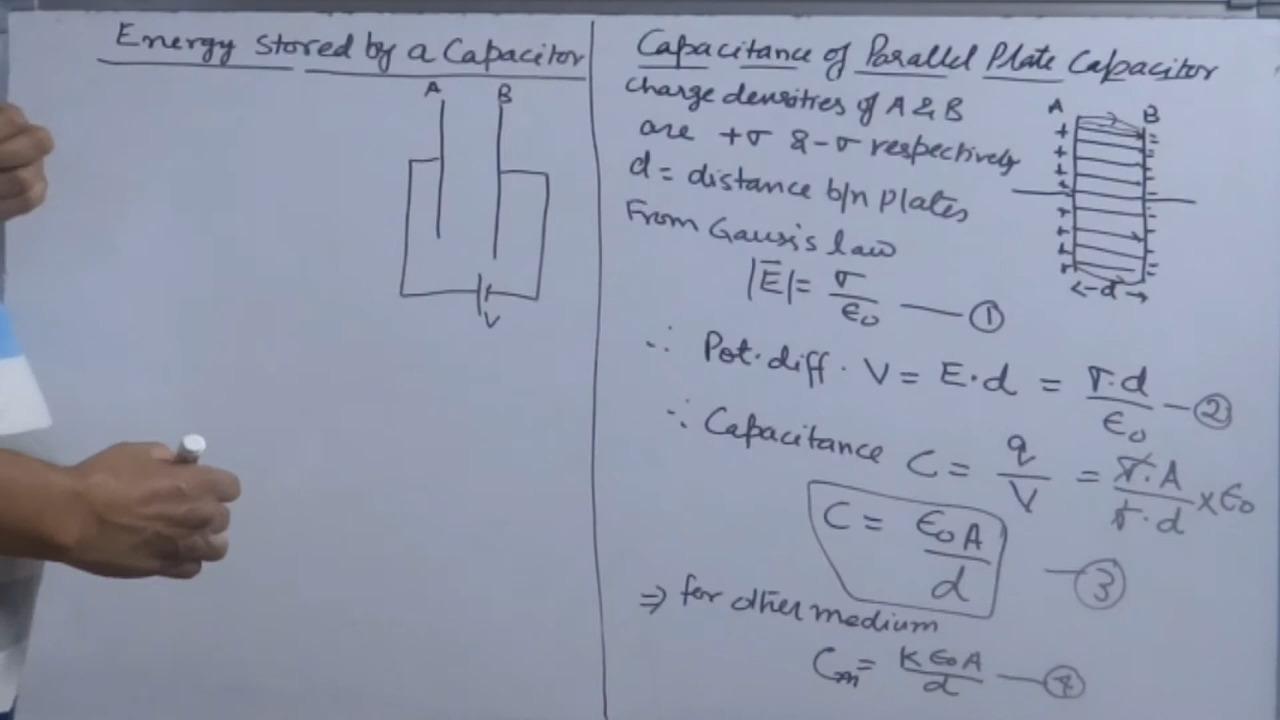 Energy stored by a Capacitor
A B
V
Capacitance of Parallel Plate Capacitor
Charge densities of A & B
are +σ & -σ respectively
d = distance b/n plates
From Gauss's law
|E̅| = σ/ε₀ — ①
∴ Pot. diff. V = E·d = σ·d/ε₀ — ②
∴ Capacitance C = q/V = σ·A/σ·d × ε₀
C = ε₀A/d — ③
⇒ for other medium
Cₘ = Kε₀A/d — ④
A B
+ -
+ -
+ -
+ -
+ -
+ -
+ -
+ -
d